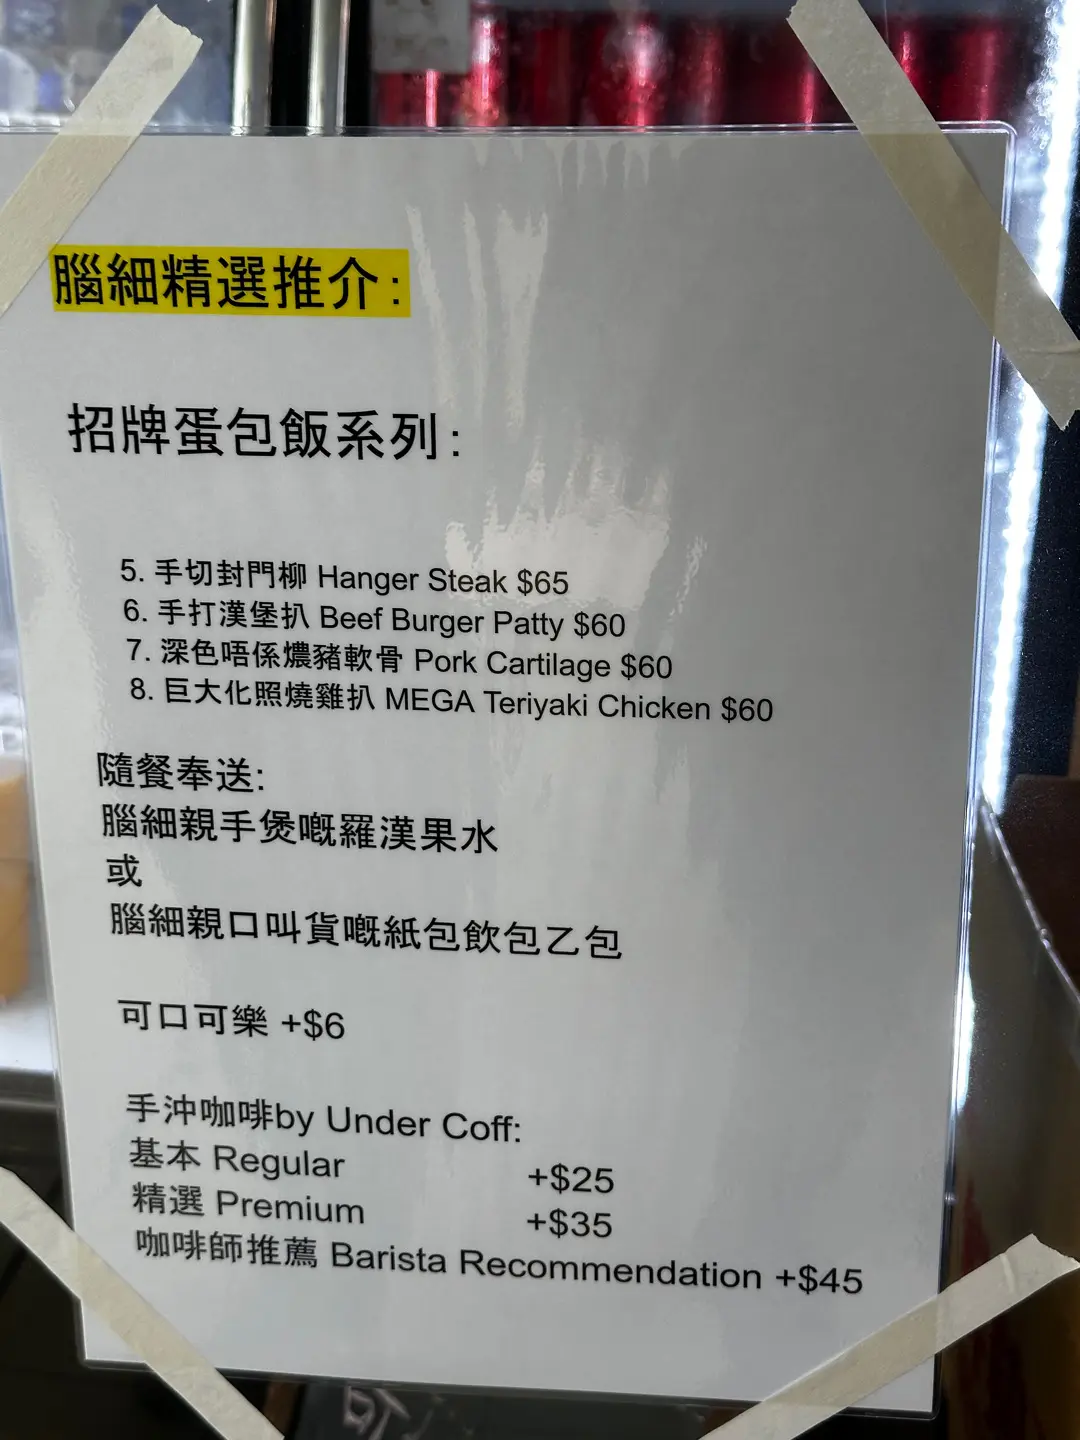 腦細精選推介:
招牌蛋包飯系列:
5. 手切封門柳 Hanger Steak $65
6. 手打漢堡扒 Beef Burger Patty $60
7. 深色唔係燶豬軟骨 Pork Cartilage $60
8. 巨大化照燒雞扒 MEGA Teriyaki Chicken $60
隨餐奉送:
腦細親手煲嘅羅漢果水
或
腦細親口叫貨嘅紙包飲包乙包
可口可樂 +$6
手沖咖啡by Under Coff:
基本 Regular +$25
精選 Premium +$35
咖啡師推薦 Barista Recommendation +$45